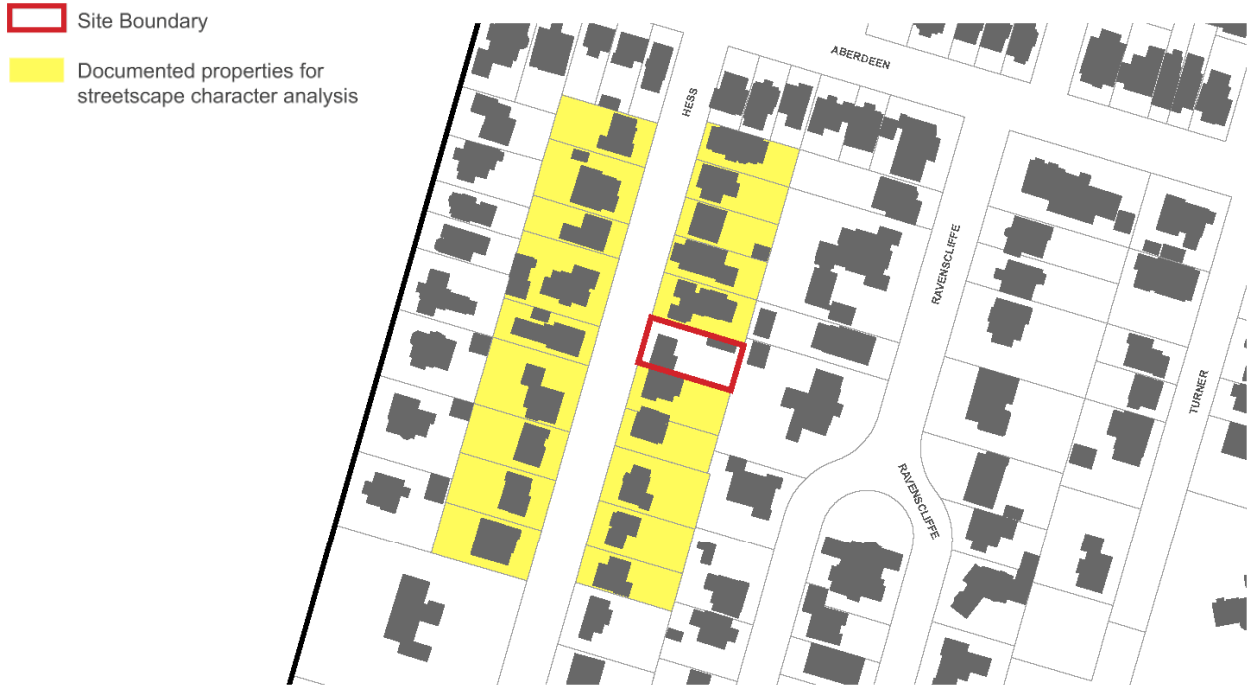 Site Boundary
Documented properties for
streetscape character analysis
ABERDEEN
HESS
RAVENSCLIFFE
TURNER
RAVENSCLIFFE